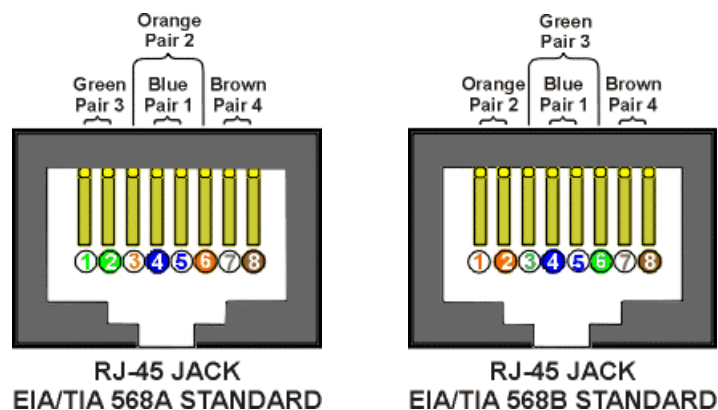 Orange
Pair 2
Green
Pair 3
Blue
Pair 1
Brown
Pair 4
1 2 3 4 5 6 7 8
RJ-45 JACK
EIA/TIA 568A STANDARD
Green
Pair 3
Orange
Pair 2
Blue
Pair 1
Brown
Pair 4
1 2 3 4 5 6 7 8
RJ-45 JACK
EIA/TIA 568B STANDARD